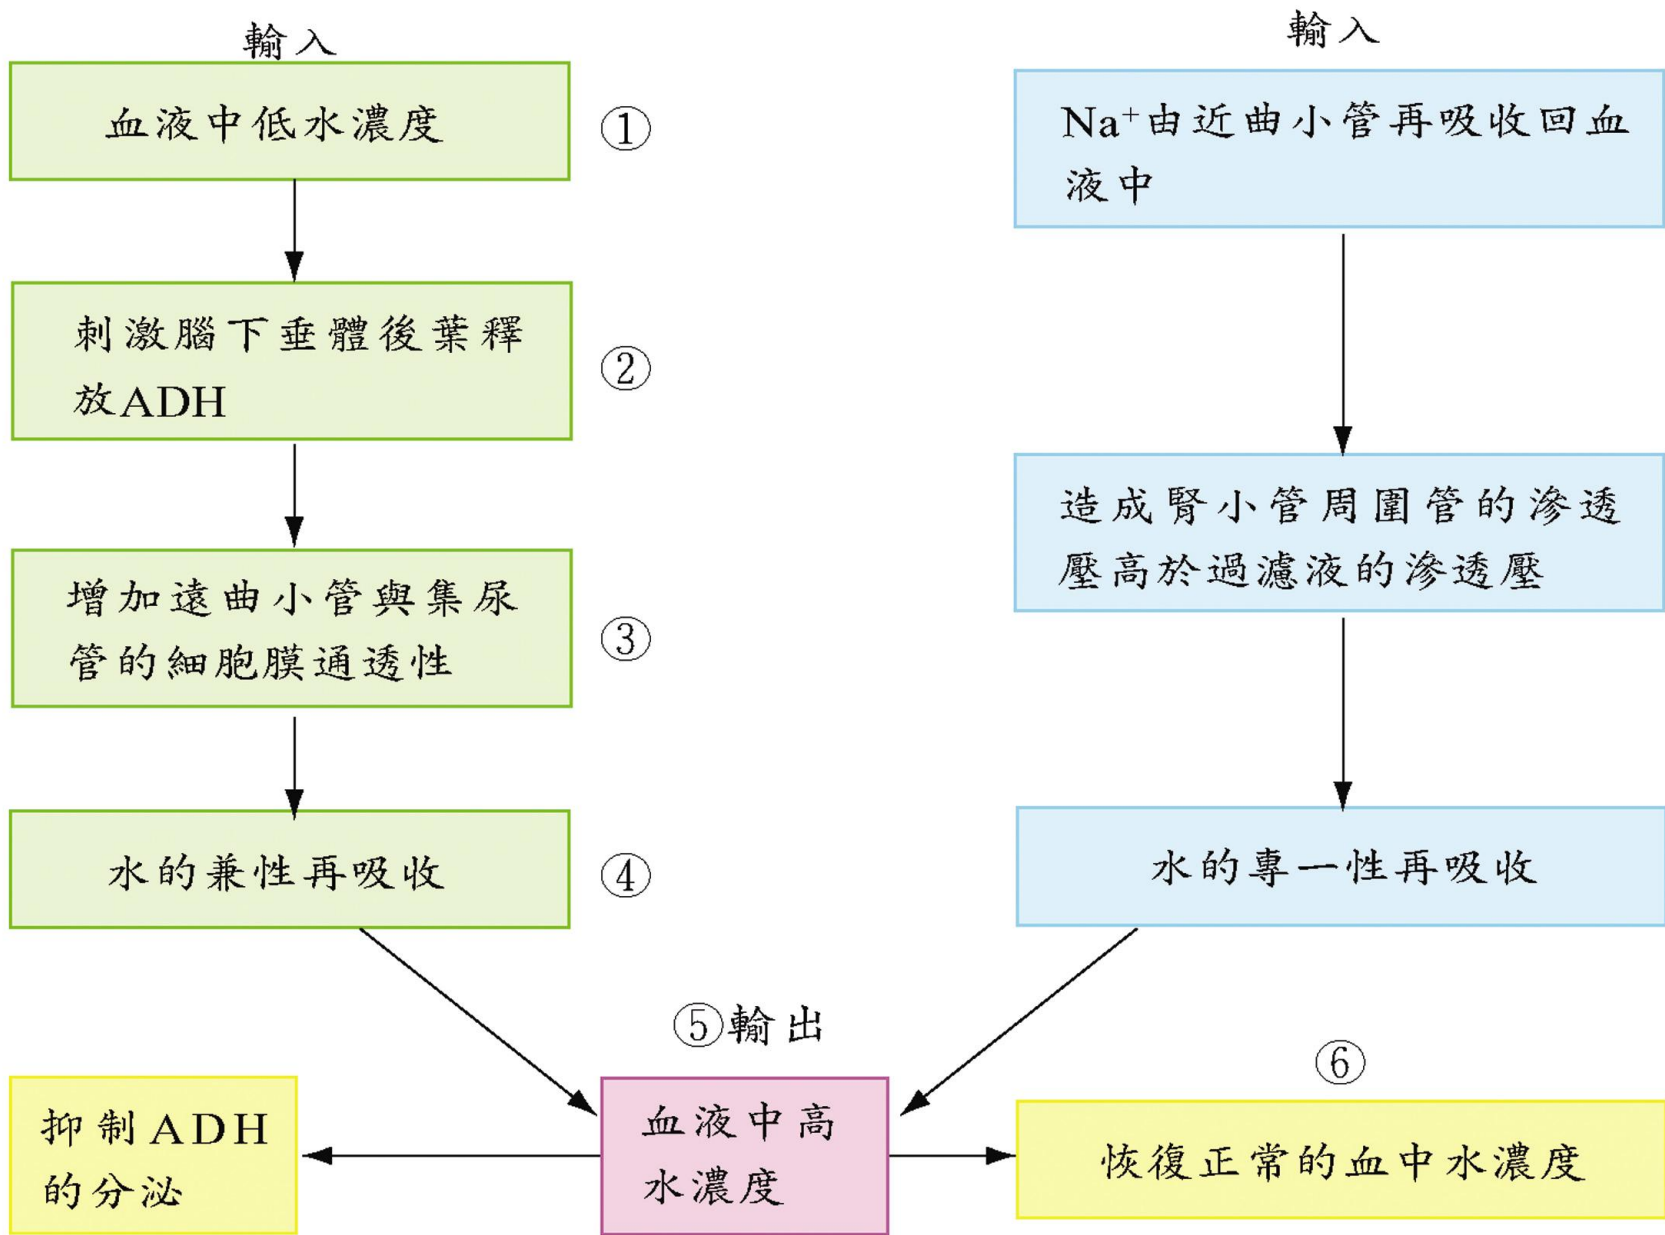 輸入
血液中低水濃度
①
刺激腦下垂體後葉釋
放ADH
②
增加遠曲小管與集尿
管的細胞膜通透性
③
水的兼性再吸收
④
輸入
Na⁺由近曲小管再吸收回血
液中
造成腎小管周圍管的滲透
壓高於過濾液的滲透壓
水的專一性再吸收
⑤輸出
血液中高
水濃度
抑制ADH
的分泌
⑥
恢復正常的血中水濃度